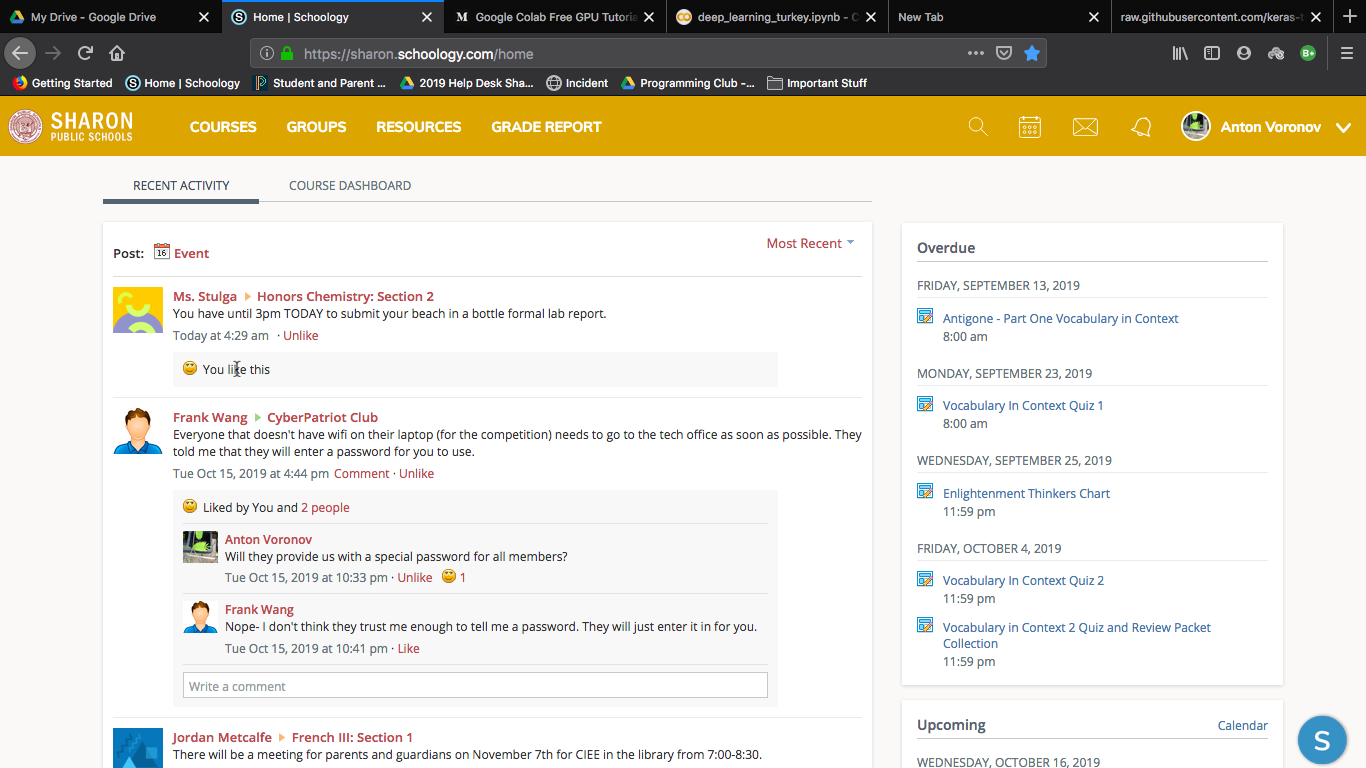 My Drive - Google Drive
Home | Schoology
Google Colab Free GPU Tutoria
deep_learning_turkey.ipynb - C
New Tab
raw.githubusercontent.com/keras-t
https://sharon.schoology.com/home
Getting Started
Home | Schoology
Student and Parent ...
2019 Help Desk Sha...
Incident
Programming Club -...
Important Stuff
SHARON
PUBLIC SCHOOLS
COURSES
GROUPS
RESOURCES
GRADE REPORT
Anton Voronov
RECENT ACTIVITY
COURSE DASHBOARD
Post: 16 Event
Most Recent
Ms. Stulga Honors Chemistry: Section 2
You have until 3pm TODAY to submit your beach in a bottle formal lab report.
Today at 4:29 am · Unlike
You like this
Frank Wang CyberPatriot Club
Everyone that doesn't have wifi on their laptop (for the competition) needs to go to the tech office as soon as possible. They
told me that they will enter a password for you to use.
Tue Oct 15, 2019 at 4:44 pm Comment · Unlike
Liked by You and 2 people
Anton Voronov
Will they provide us with a special password for all members?
Tue Oct 15, 2019 at 10:33 pm · Unlike 1
Frank Wang
Nope- I don't think they trust me enough to tell me a password. They will just enter it in for you.
Tue Oct 15, 2019 at 10:41 pm · Like
Write a comment
Jordan Metcalfe French III: Section 1
There will be a meeting for parents and guardians on November 7th for CIEE in the library from 7:00-8:30.
Overdue
FRIDAY, SEPTEMBER 13, 2019
Antigone - Part One Vocabulary in Context
8:00 am
MONDAY, SEPTEMBER 23, 2019
Vocabulary In Context Quiz 1
8:00 am
WEDNESDAY, SEPTEMBER 25, 2019
Enlightenment Thinkers Chart
11:59 pm
FRIDAY, OCTOBER 4, 2019
Vocabulary In Context Quiz 2
11:59 pm
Vocabulary in Context 2 Quiz and Review Packet
Collection
11:59 pm
Upcoming
Calendar
WEDNESDAY, OCTOBER 16, 2019
S